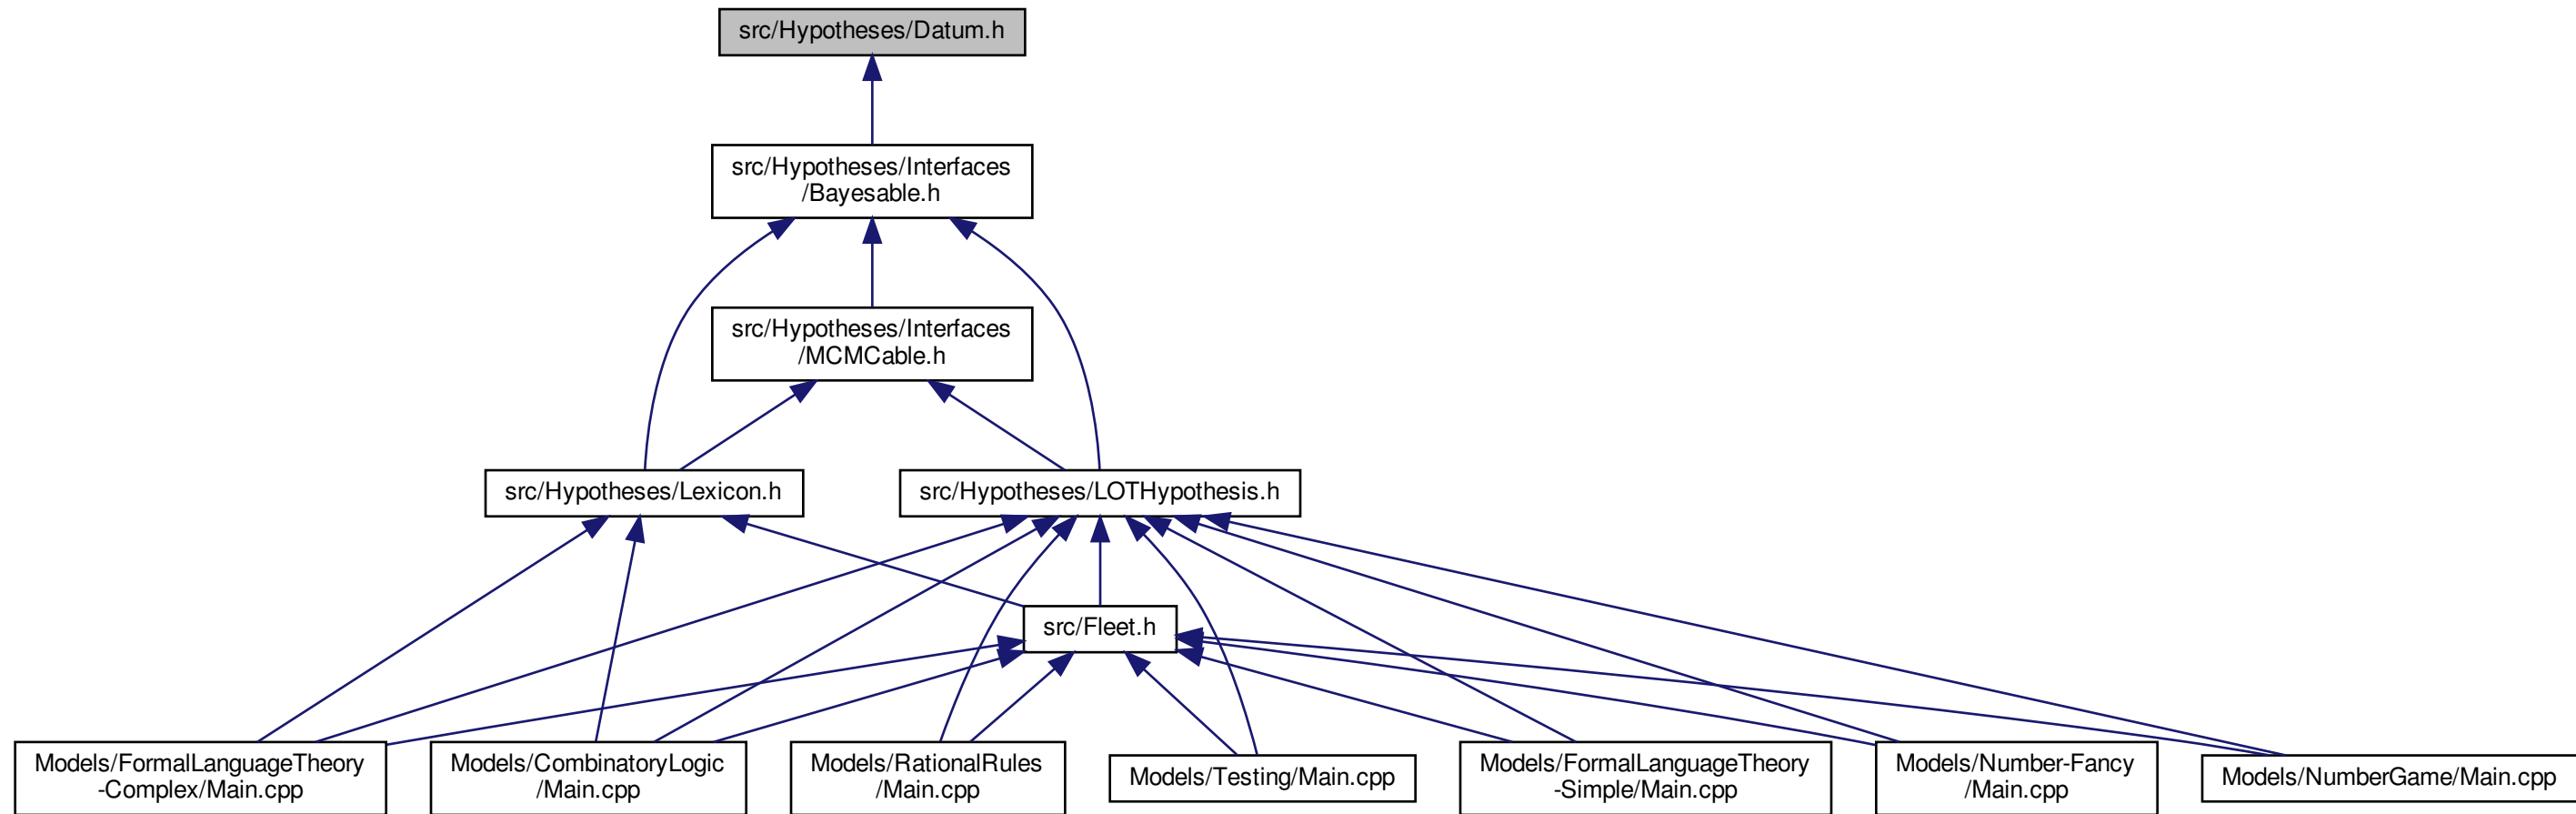 src/Hypotheses/Datum.h
src/Hypotheses/Interfaces
/Bayesable.h
src/Hypotheses/Interfaces
/MCMCable.h
src/Hypotheses/Lexicon.h
src/Hypotheses/LOTHypothesis.h
src/Fleet.h
Models/FormalLanguageTheory
-Complex/Main.cpp
Models/CombinatoryLogic
/Main.cpp
Models/RationalRules
/Main.cpp
Models/Testing/Main.cpp
Models/FormalLanguageTheory
-Simple/Main.cpp
Models/Number-Fancy
/Main.cpp
Models/NumberGame/Main.cpp